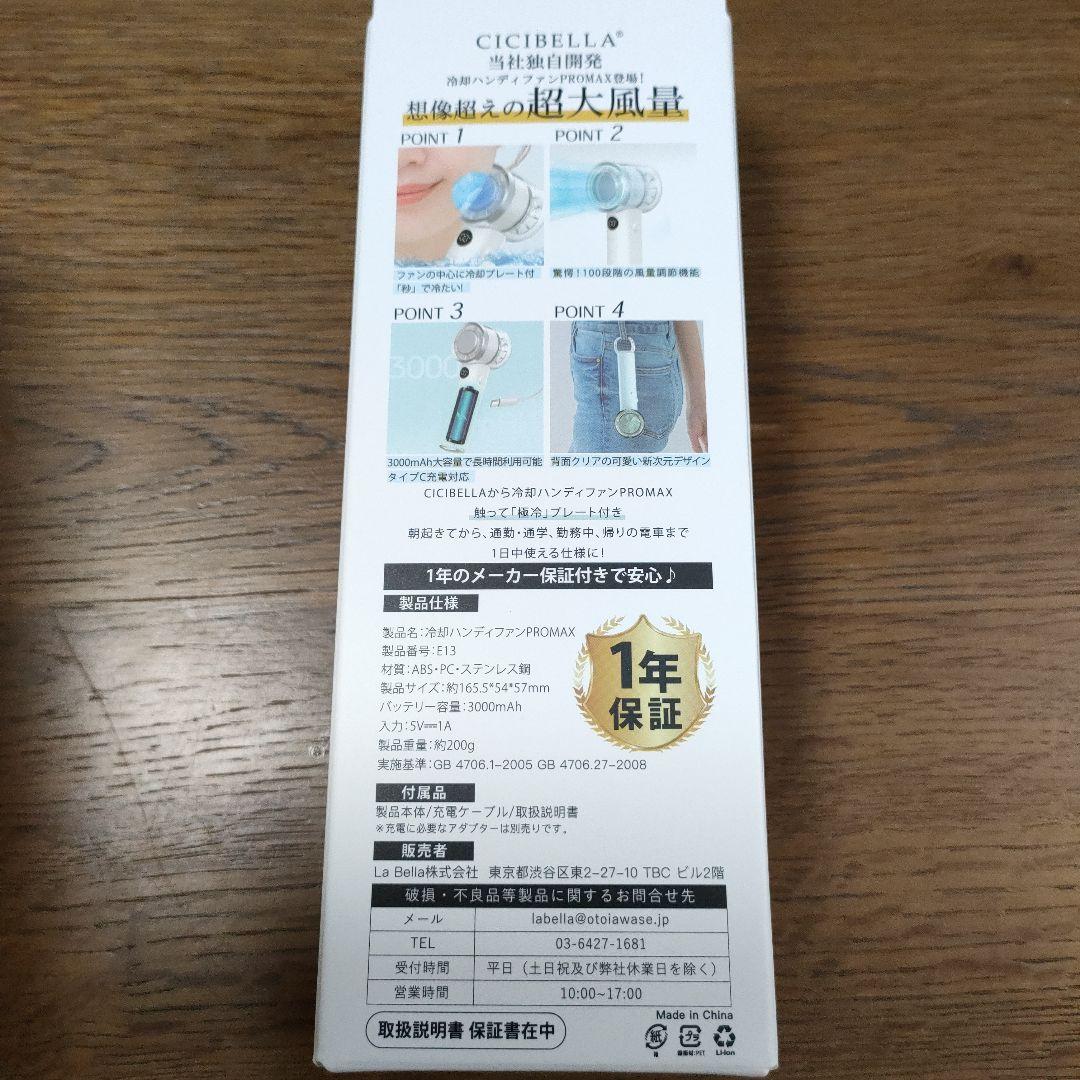 CICIBELLA®
当社独自開発
冷却ハンディファンPROMAX登場!
想像超えの超大風量
POINT 1
POINT 2
ファンの中心に冷却プレート付
「秒」で冷たい!
驚愕!100段階の風量調節機能
POINT 3
POINT 4
3000
3000mAh大容量で長時間利用可能
タイプC充電対応
背面クリアの可愛い新次元デザイン
CICIBELLAから冷却ハンディファンPROMAX
触って「極冷」プレート付き
朝起きてから、通勤・通学、勤務中、帰りの電車まで
1日中使える仕様に!
1年のメーカー保証付きで安心♪
製品仕様
製品名:冷却ハンディファンPROMAX
製品番号:E13
材質:ABS・PC・ステンレス鋼
製品サイズ:約165.5*54*57mm
バッテリー容量:3000mAh
入力:5V⎓1A
製品重量:約200g
実施基準:GB 4706.1-2005 GB 4706.27-2008
1年
保証
付属品
製品本体/充電ケーブル/取扱説明書
※充電に必要なアダプターは別売りです。
販売者
La Bella株式会社 東京都渋谷区東2-27-10 TBC ビル2階
破損・不良品等製品に関するお問合せ先
メール labella@otoiawase.jp
TEL 03-6427-1681
受付時間 平日(土日祝及び弊社休業日を除く)
営業時間 10:00~17:00
Made in China
取扱説明書 保証書在中
紙
箱
プラ
緩衝材:PET
Li-ion